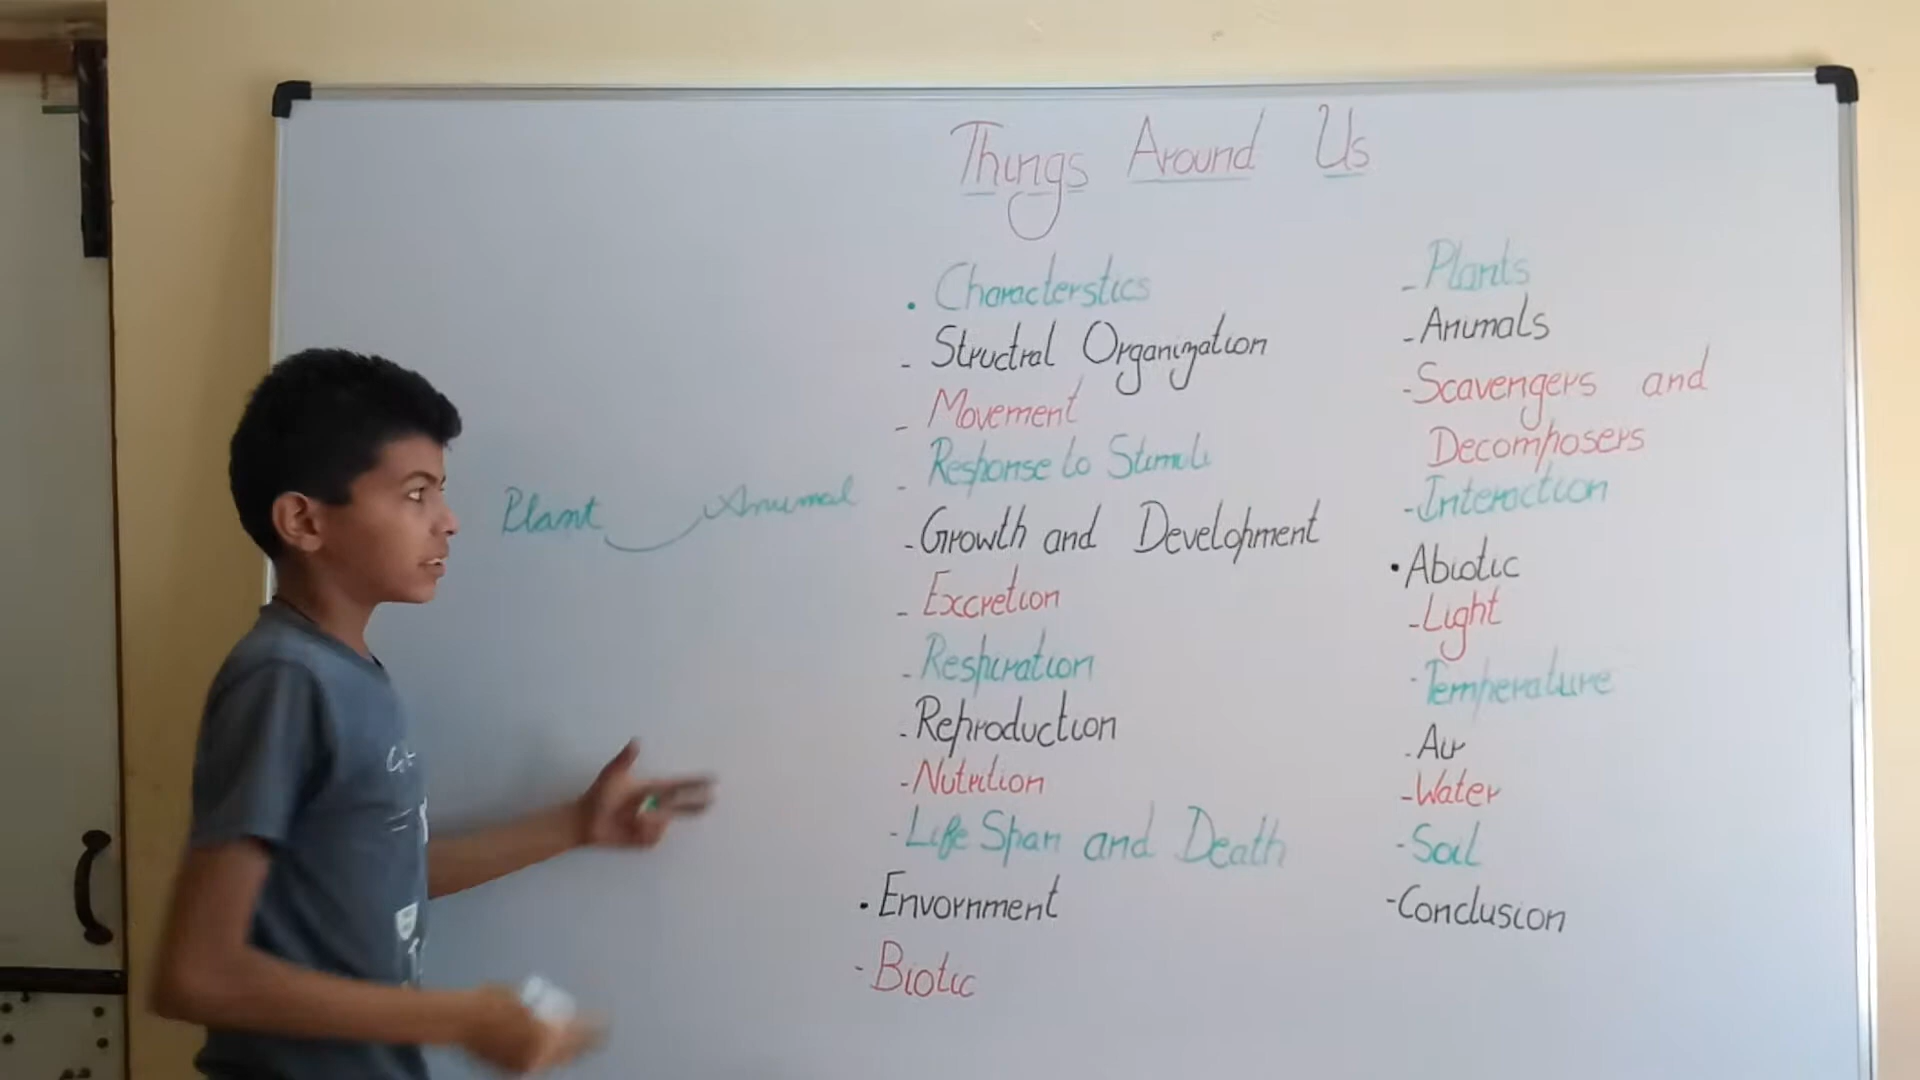 Things Around Us
. Characterstics
- Structral Organization
- Movement
- Response to Stimuli
- Growth and Development
- Excretion
- Respiration
- Reproduction
- Nutrition
- Life Span and Death
. Envornment
- Biotic
- Plants
- Animals
- Scavengers and
Decomposers
- Interaction
. Abiotic
- Light
- Temperature
- Air
- Water
- Soil
- Conclusion
Plant Animal